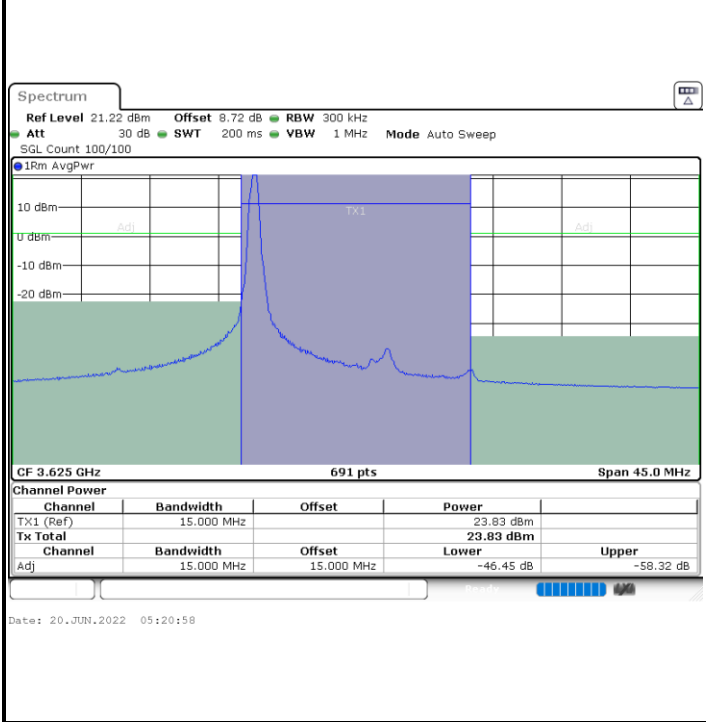 Spectrum
Ref Level 21.22 dBm Offset 8.72 dB RBW 300 kHz
Att 30 dB SWT 200 ms VBW 1 MHz Mode Auto Sweep
SGL Count 100/100
1Rm AvgPwr
10 dBm
TX1
Adj Adj
0 dBm
-10 dBm
-20 dBm
CF 3.625 GHz 691 pts Span 45.0 MHz
Channel Power
Channel Bandwidth Offset Power
TX1 (Ref) 15.000 MHz 23.83 dBm
Tx Total 23.83 dBm
Channel Bandwidth Offset Lower Upper
Adj 15.000 MHz 15.000 MHz -46.45 dB -58.32 dB
Ready
Date: 20.JUN.2022 05:20:58